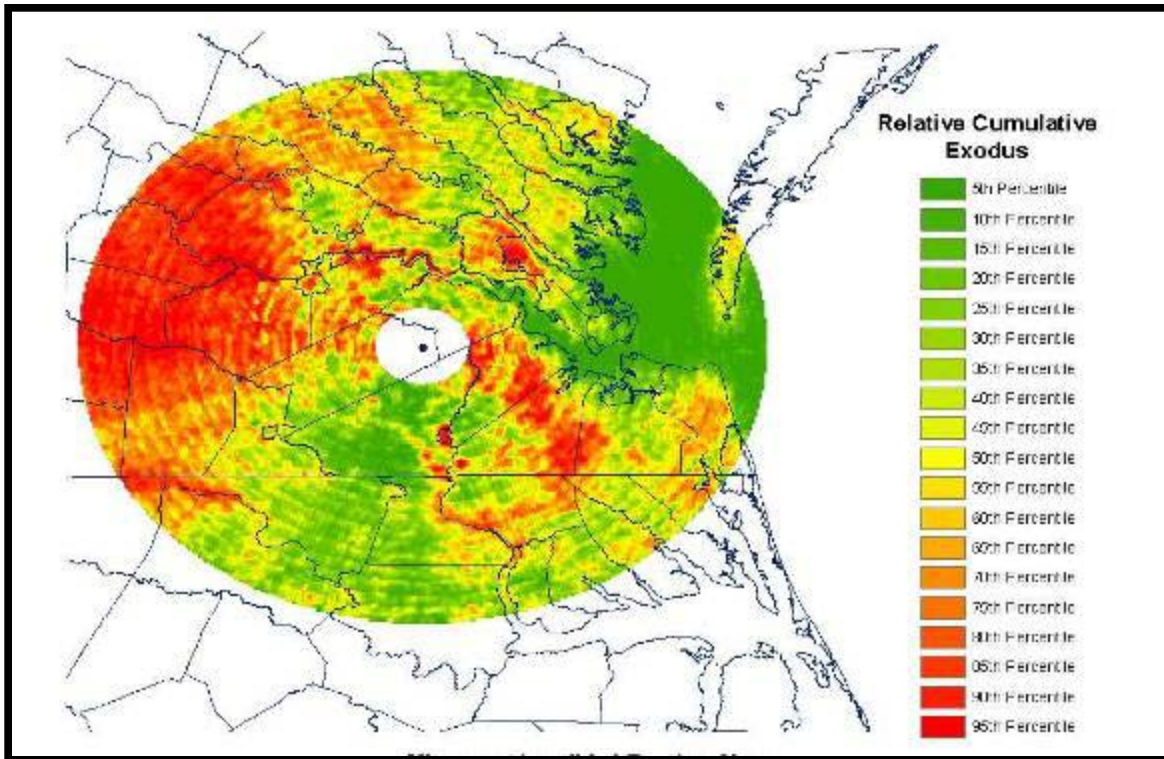 Relative Cumulative
Exodus
5th Percentile
10th Percentile
15th Percentile
20th Percentile
25th Percentile
30th Percentile
35th Percentile
40th Percentile
45th Percentile
50th Percentile
55th Percentile
60th Percentile
65th Percentile
70th Percentile
75th Percentile
80th Percentile
85th Percentile
90th Percentile
95th Percentile